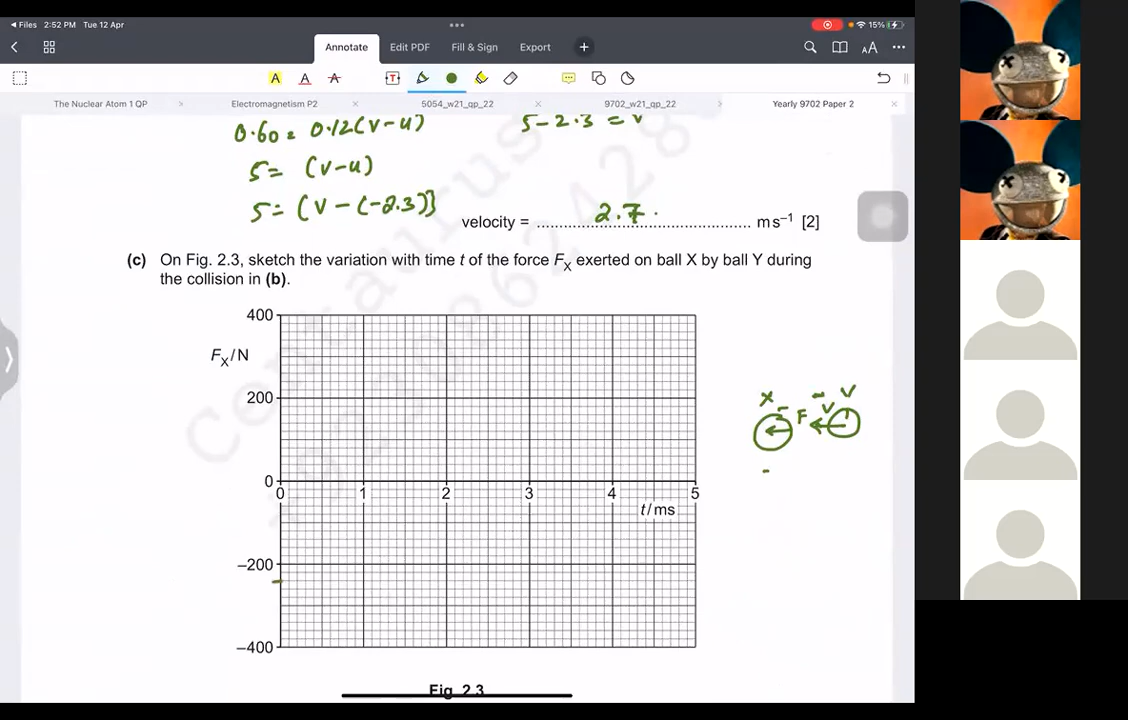 Files 2:52 PM Tue 12 Apr 15%
Annotate Edit PDF Fill & Sign Export
The Nuclear Atom 1 QP Electromagnetism P2 5054_w21_qp_22 9702_w21_qp_22 Yearly 9702 Paper 2
0.60 = 0.12(v-u) 5-2.3 = v
5 = (v-u)
5 = (v-(-2.3)]
velocity = 2.7 ms⁻¹ [2]
(c) On Fig. 2.3, sketch the variation with time t of the force Fₓ exerted on ball X by ball Y during
the collision in (b).
400
Fₓ/N
200
0
0 1 2 3 4 5
t/ms
–200
–400
X F V V
Fig. 2.3
Centaurus